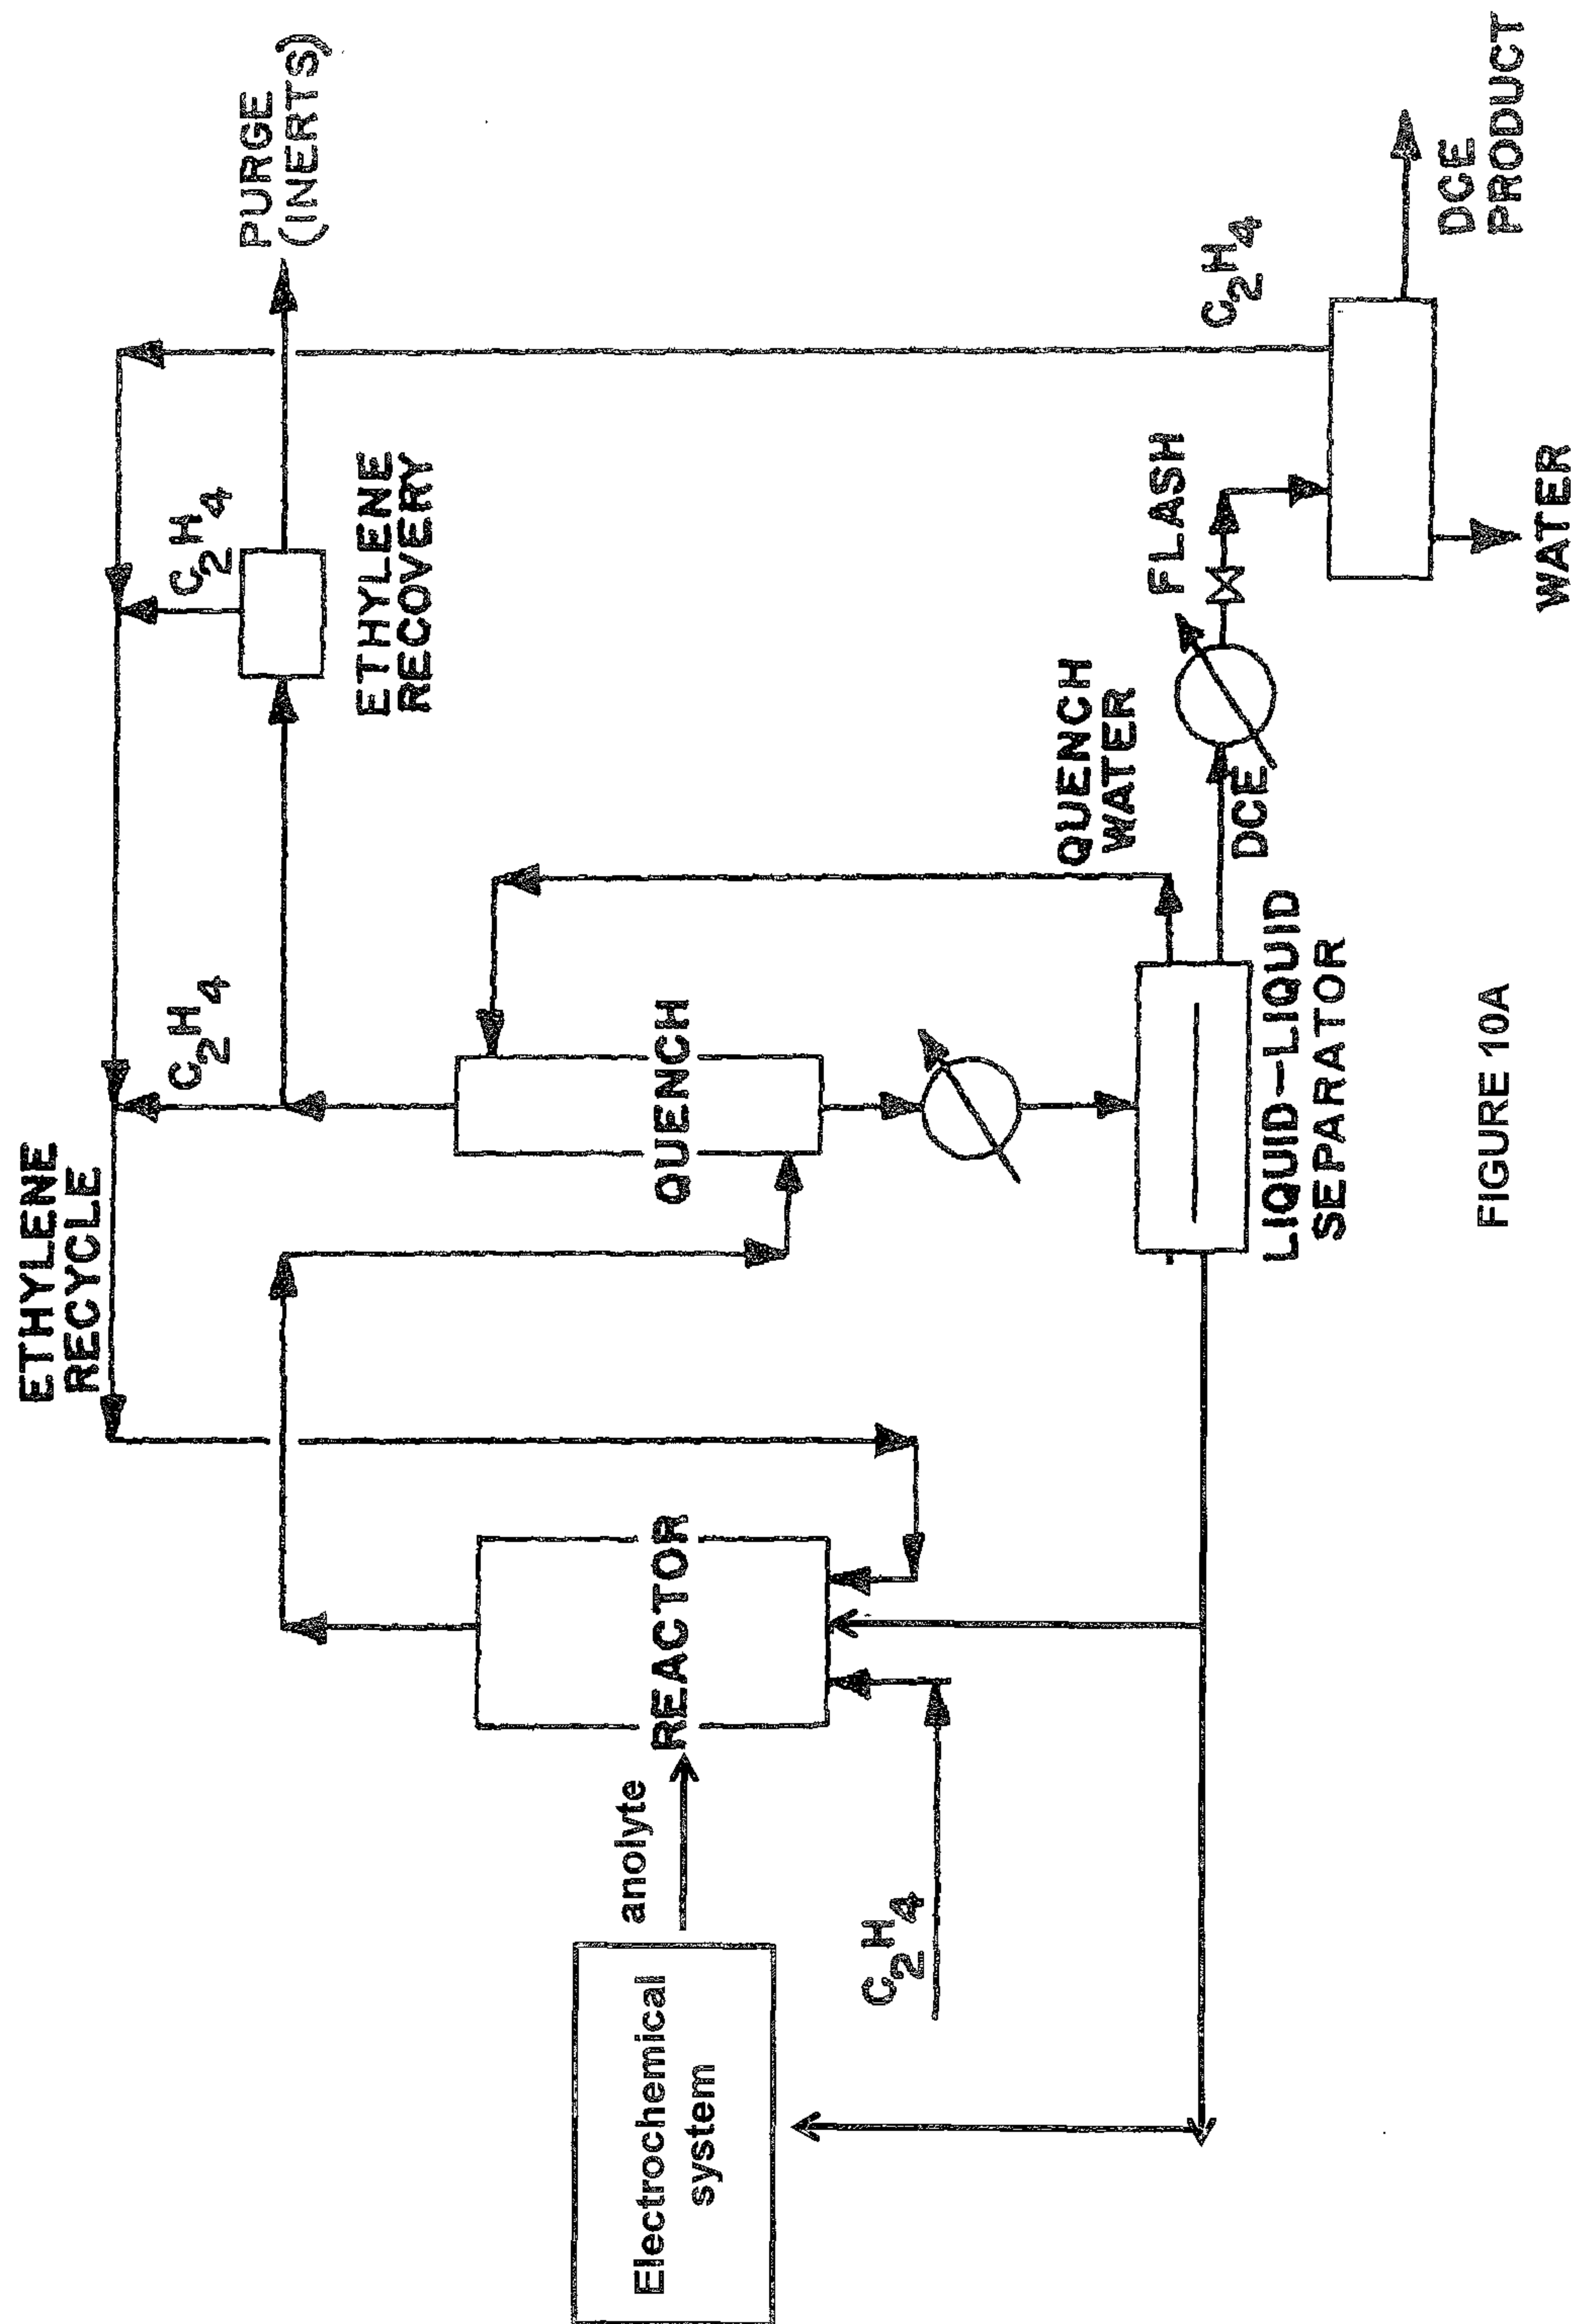 ETHYLENE
RECYCLE
C2H4
C2H4
PURGE
(INERTS)
ETHYLENE
RECOVERY
Electrochemical
system
anolyte
REACTOR
QUENCH
C2H4
QUENCH
WATER
FLASH
C2H4
DCE
LIQUID-LIQUID
SEPARATOR
DCE
PRODUCT
WATER
FIGURE 10A